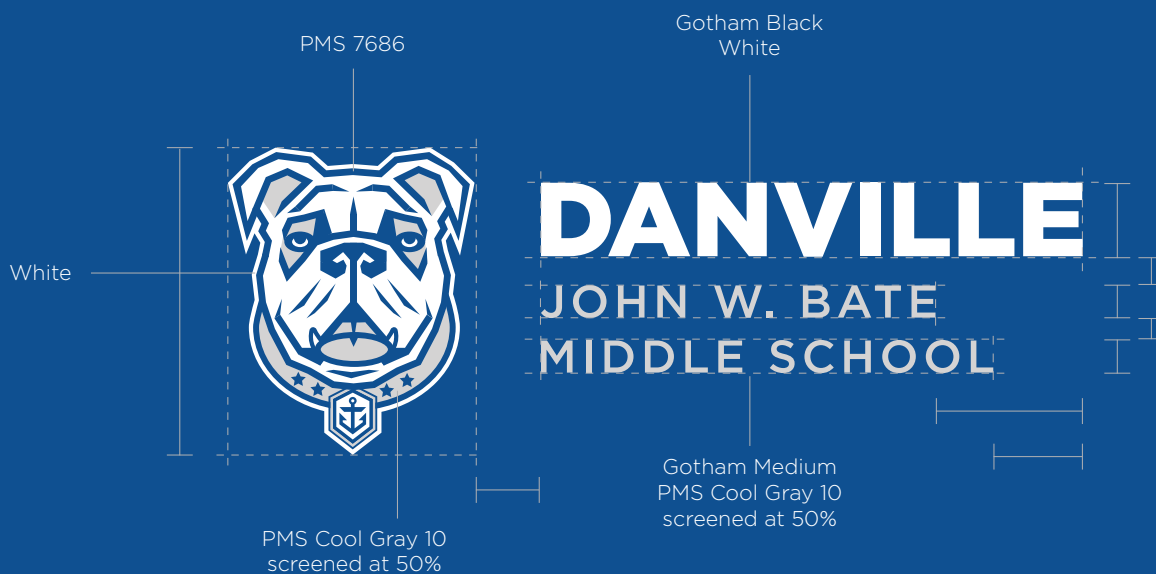 PMS 7686
Gotham Black
White
White
DANVILLE
JOHN W. BATE
MIDDLE SCHOOL
Gotham Medium
PMS Cool Gray 10
screened at 50%
PMS Cool Gray 10
screened at 50%